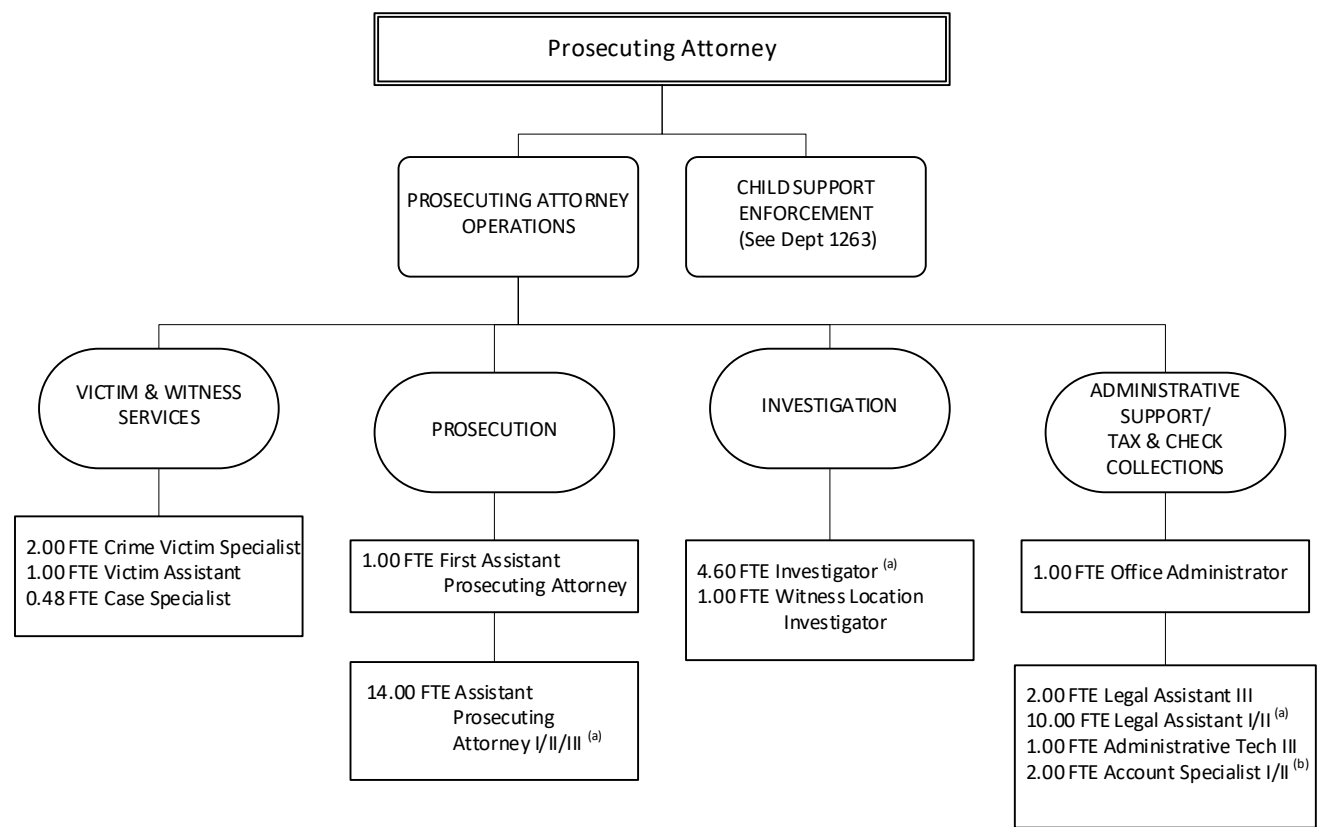 Prosecuting Attorney
PROSECUTING ATTORNEY
OPERATIONS
CHILD SUPPORT
ENFORCEMENT
(See Dept 1263)
VICTIM & WITNESS
SERVICES
PROSECUTION
INVESTIGATION
ADMINISTRATIVE
SUPPORT/
TAX & CHECK
COLLECTIONS
2.00 FTE Crime Victim Specialist
1.00 FTE Victim Assistant
0.48 FTE Case Specialist
1.00 FTE First Assistant
Prosecuting Attorney
14.00 FTE Assistant
Prosecuting
Attorney I/II/III (a)
4.60 FTE Investigator (a)
1.00 FTE Witness Location
Investigator
1.00 FTE Office Administrator
2.00 FTE Legal Assistant III
10.00 FTE Legal Assistant I/II (a)
1.00 FTE Administrative Tech III
2.00 FTE Account Specialist I/II (b)